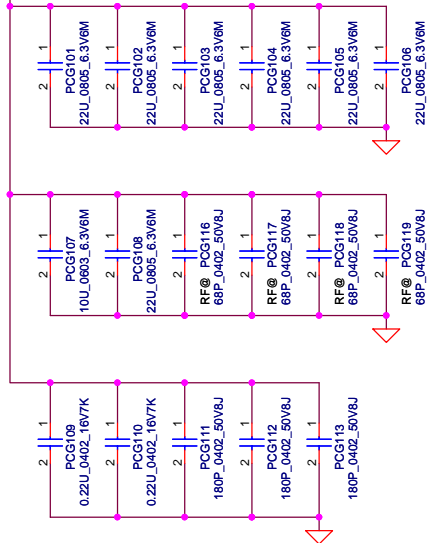 1
2
PCG101
22U_0805_6.3V6M
1
2
PCG102
22U_0805_6.3V6M
1
2
PCG103
22U_0805_6.3V6M
1
2
PCG104
22U_0805_6.3V6M
1
2
PCG105
22U_0805_6.3V6M
1
2
PCG106
22U_0805_6.3V6M
1
2
PCG107
10U_0603_6.3V6M
1
2
PCG108
22U_0805_6.3V6M
1
2
RF@ PCG116
68P_0402_50V8J
1
2
RF@ PCG117
68P_0402_50V8J
1
2
RF@ PCG118
68P_0402_50V8J
1
2
RF@ PCG119
68P_0402_50V8J
1
2
PCG109
0.22U_0402_16V7K
1
2
PCG110
0.22U_0402_16V7K
1
2
PCG111
180P_0402_50V8J
1
2
PCG112
180P_0402_50V8J
1
2
PCG113
180P_0402_50V8J